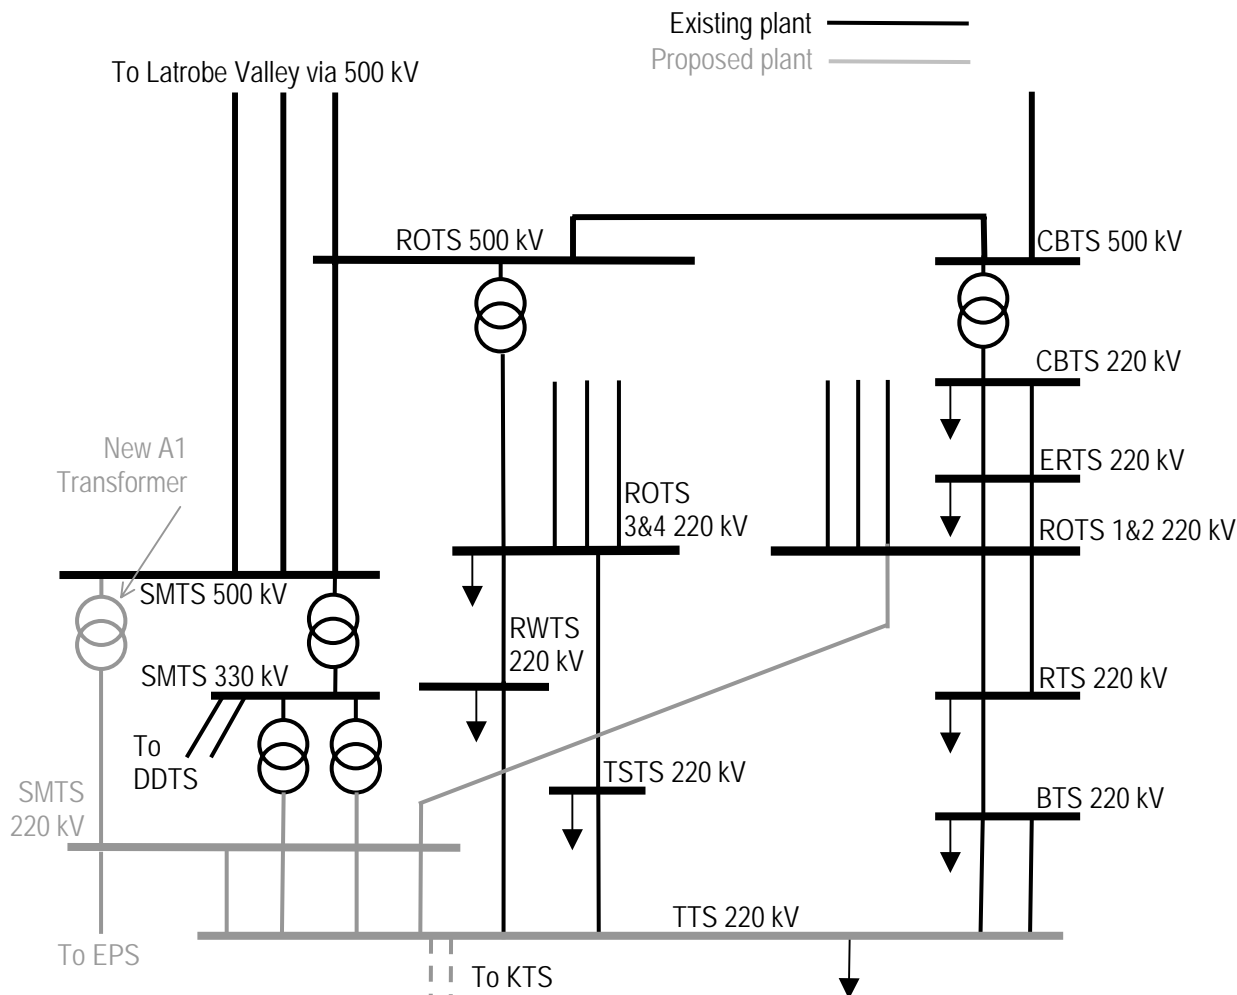 Existing plant
Proposed plant
To Latrobe Valley via 500 kV
ROTS 500 kV
CBTS 500 kV
CBTS 220 kV
New A1
Transformer
ERTS 220 kV
ROTS
3&4 220 kV
ROTS 1&2 220 kV
SMTS 500 kV
RWTS
220 kV
SMTS 330 kV
RTS 220 kV
To
DDTS
TSTS 220 kV
SMTS
220 kV
BTS 220 kV
TTS 220 kV
To EPS
To KTS